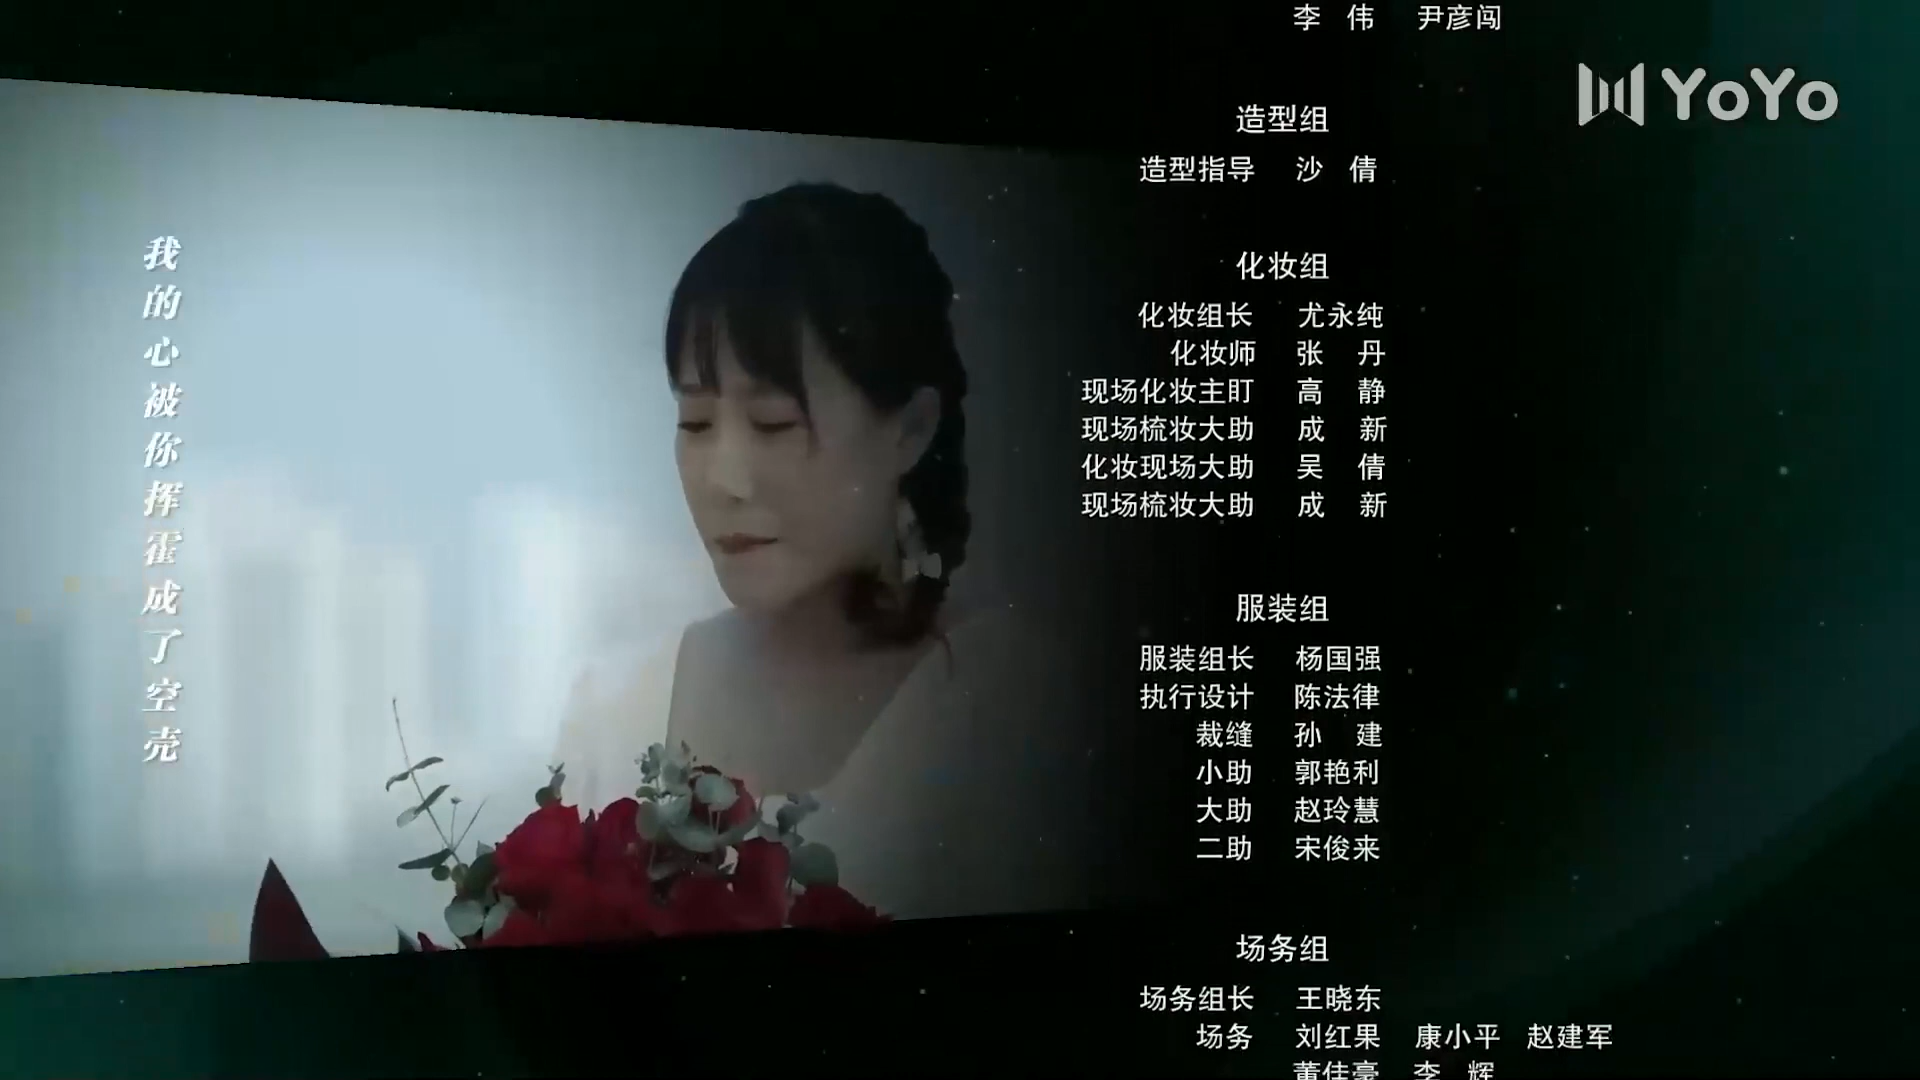 李 伟 尹彦闯
YoYo
造型组
造型指导 沙 倩
化妆组
化妆组长 尤永纯
化妆师 张 丹
现场化妆主盯 高 静
现场梳妆大助 成 新
化妆现场大助 吴 倩
现场梳妆大助 成 新
服装组
服装组长 杨国强
执行设计 陈法律
裁缝 孙 建
小助 郭艳利
大助 赵玲慧
二助 宋俊来
场务组
场务组长 王晓东
场务 刘红果 康小平 赵建军
董佳豪 李 辉
我的心被你挥霍成了空壳